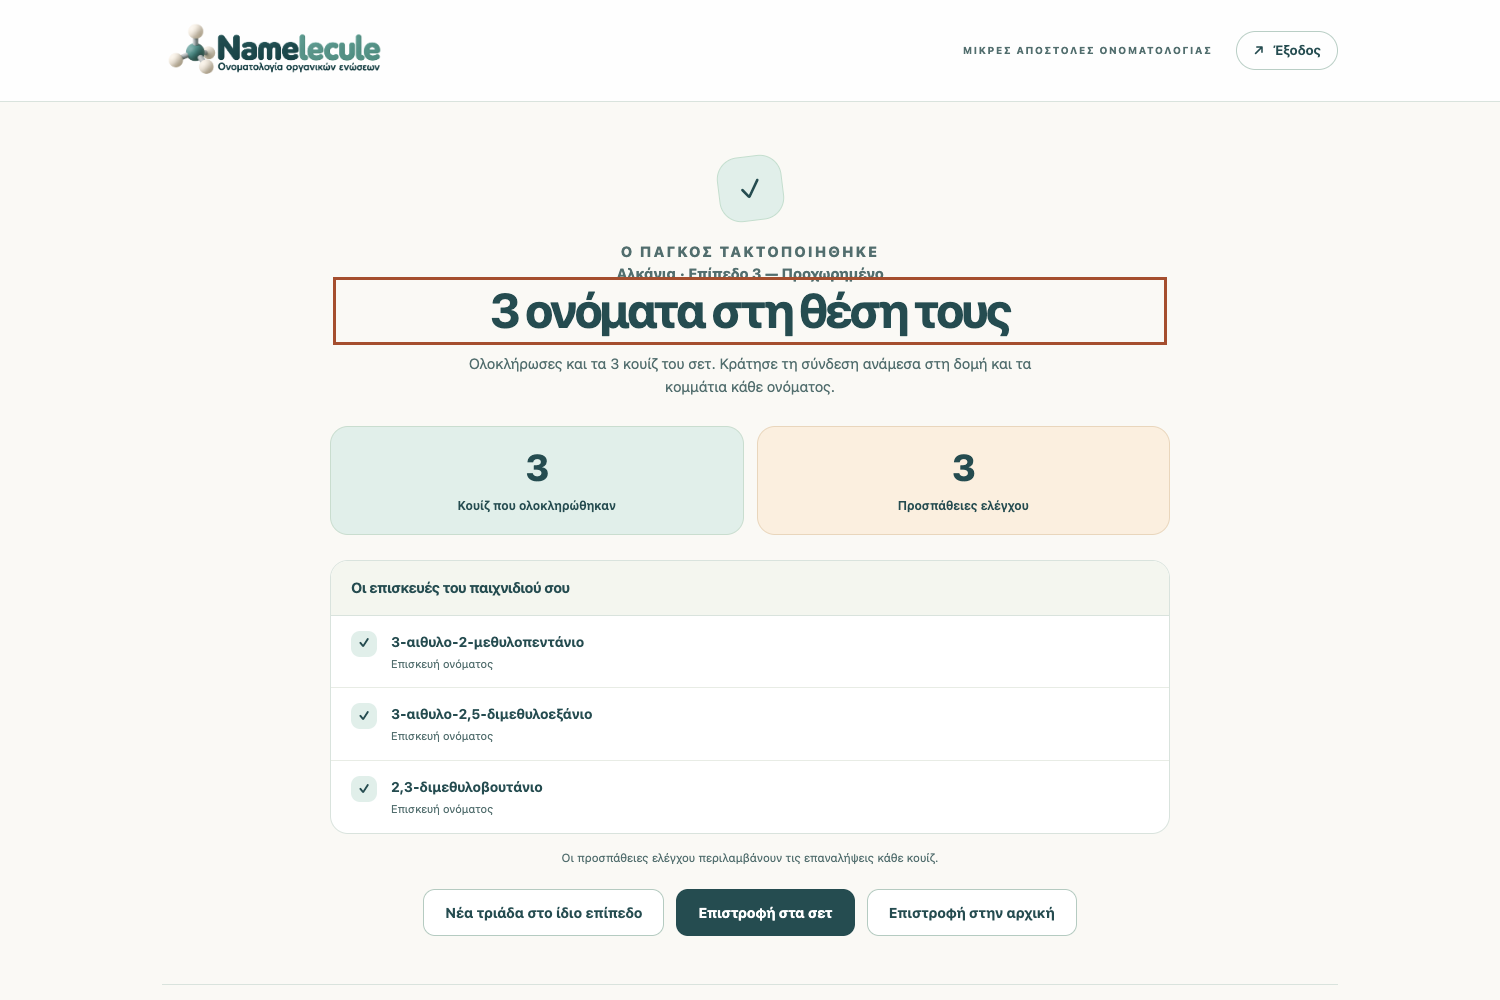 Namelecule
Ονοματολογία οργανικών ενώσεων
ΜΙΚΡΕΣ ΑΠΟΣΤΟΛΕΣ ΟΝΟΜΑΤΟΛΟΓΙΑΣ
Έξοδος
Ο ΠΑΓΚΟΣ ΤΑΚΤΟΠΟΙΗΘΗΚΕ
Αλκάνια · Επίπεδο 3 — Προχωρημένο
3 ονόματα στη θέση τους
Ολοκλήρωσες και τα 3 κουίζ του σετ. Κράτησε τη σύνδεση ανάμεσα στη δομή και τα
κομμάτια κάθε ονόματος.
3
Κουίζ που ολοκληρώθηκαν
3
Προσπάθειες ελέγχου
Οι επισκευές του παιχνιδιού σου
3-αιθυλο-2-μεθυλοπεντάνιο
Επισκευή ονόματος
3-αιθυλο-2,5-διμεθυλοεξάνιο
Επισκευή ονόματος
2,3-διμεθυλοβουτάνιο
Επισκευή ονόματος
Οι προσπάθειες ελέγχου περιλαμβάνουν τις επαναλήψεις κάθε κουίζ.
Νέα τριάδα στο ίδιο επίπεδο
Επιστροφή στα σετ
Επιστροφή στην αρχική